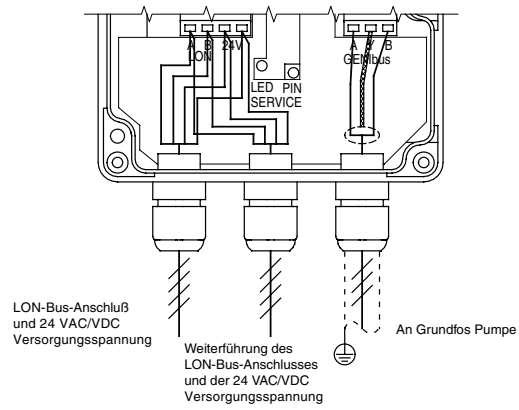 A B 24V
LON
A Y B
GENIbus
LED PIN
SERVICE
LON-Bus-Anschluß
und 24 VAC/VDC
Versorgungsspannung
Weiterführung des
LON-Bus-Anschlusses
und der 24 VAC/VDC
Versorgungsspannung
An Grundfos Pumpe